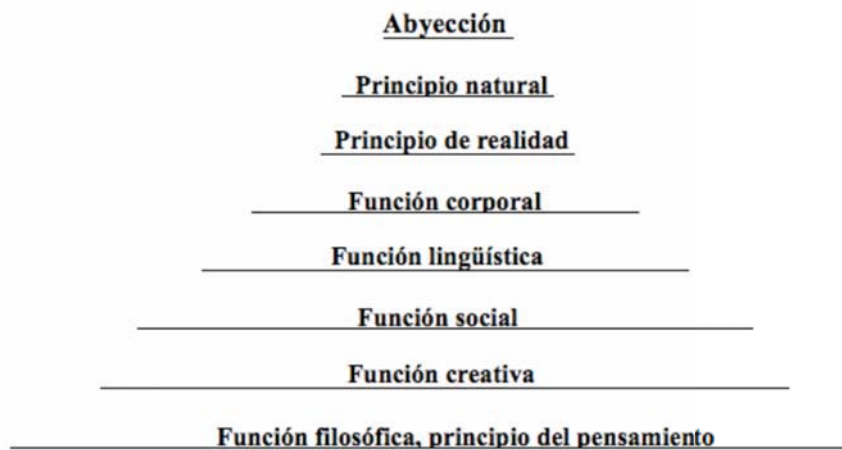 Abyección
Principio natural
Principio de realidad
Función corporal
Función lingüística
Función social
Función creativa
Función filosófica, principio del pensamiento